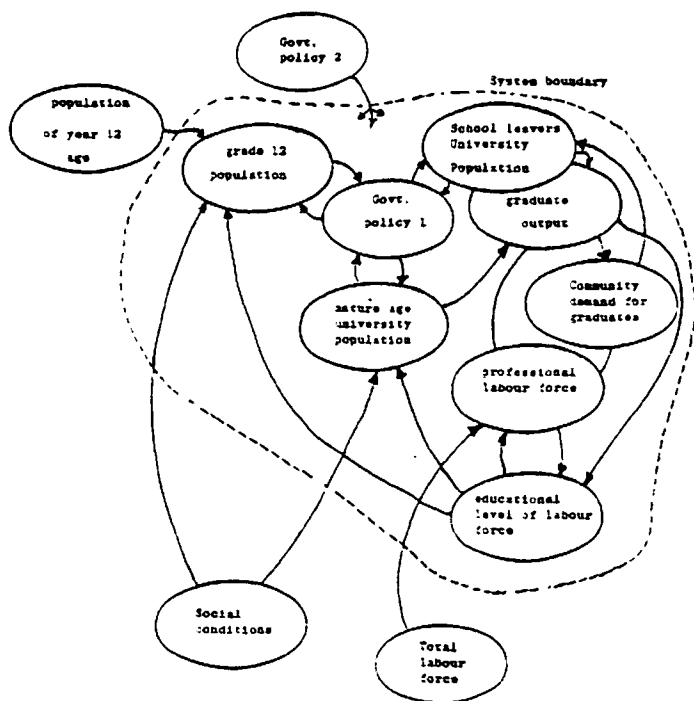 Govt.
policy 2
System boundary
population
of year 12
age
grade 12
population
School leavers
University
Population
Govt.
policy 1
graduate
output
mature age
university
population
Community
demand for
graduates
professional
labour force
educational
level of labour
force
Social
conditions
Total
labour
force